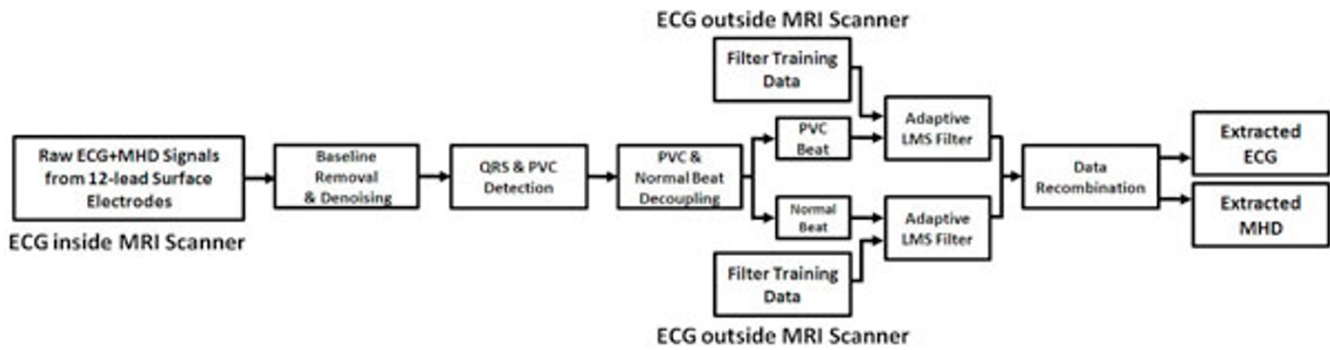 ECG outside MRI Scanner
Filter Training
Data
Raw ECG+MHD Signals
from 12-lead Surface
Electrodes
ECG inside MRI Scanner
Baseline
Removal
& Denoising
QRS & PVC
Detection
PVC &
Normal Beat
Decoupling
PVC
Beat
Adaptive
LMS Filter
Normal
Beat
Adaptive
LMS Filter
Filter Training
Data
ECG outside MRI Scanner
Data
Recombination
Extracted
ECG
Extracted
MHD